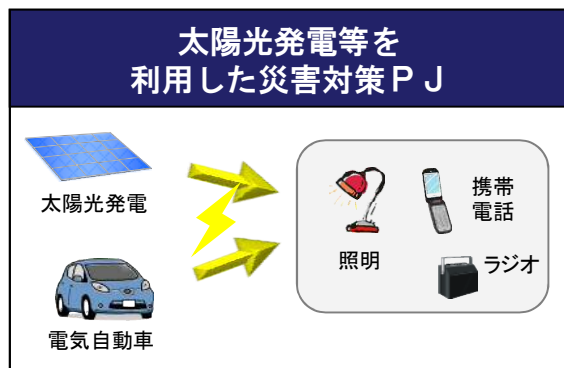 太陽光発電等を
利用した災害対策ＰＪ
太陽光発電
電気自動車
照明
携帯
電話
ラジオ